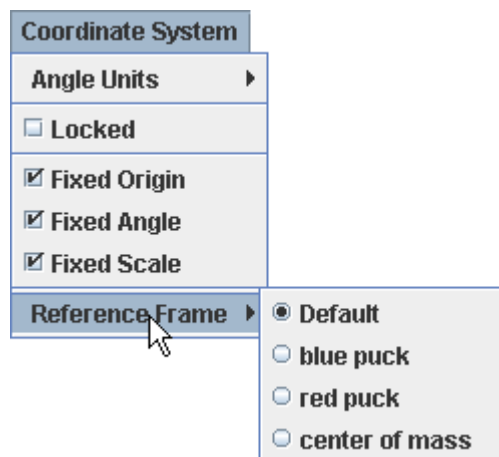 Coordinate System
Angle Units
Locked
Fixed Origin
Fixed Angle
Fixed Scale
Reference Frame
Default
blue puck
red puck
center of mass